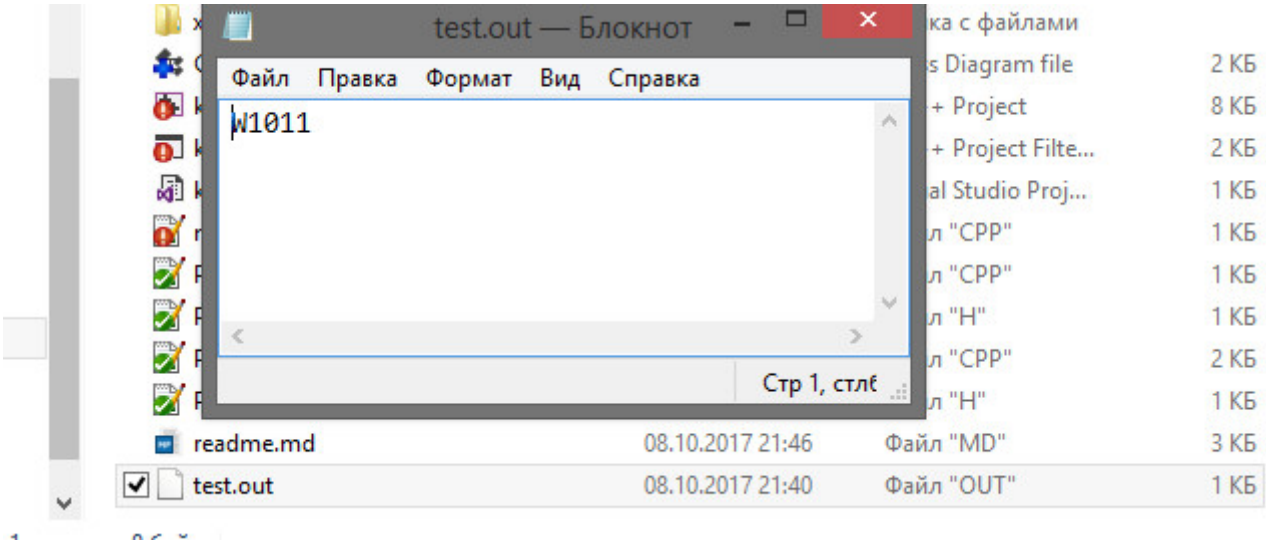 test.out — Блокнот
Файл Правка Формат Вид Справка
W1011
Стр 1,
с файлами
Diagram file 2 КБ
+ Project 8 КБ
+ Project Filte... 2 КБ
Studio Proj... 1 КБ
"CPP" 1 КБ
"CPP" 1 КБ
"H" 1 КБ
"CPP" 2 КБ
"H" 1 КБ
readme.md 08.10.2017 21:46 Файл "MD" 3 КБ
test.out 08.10.2017 21:40 Файл "OUT" 1 КБ